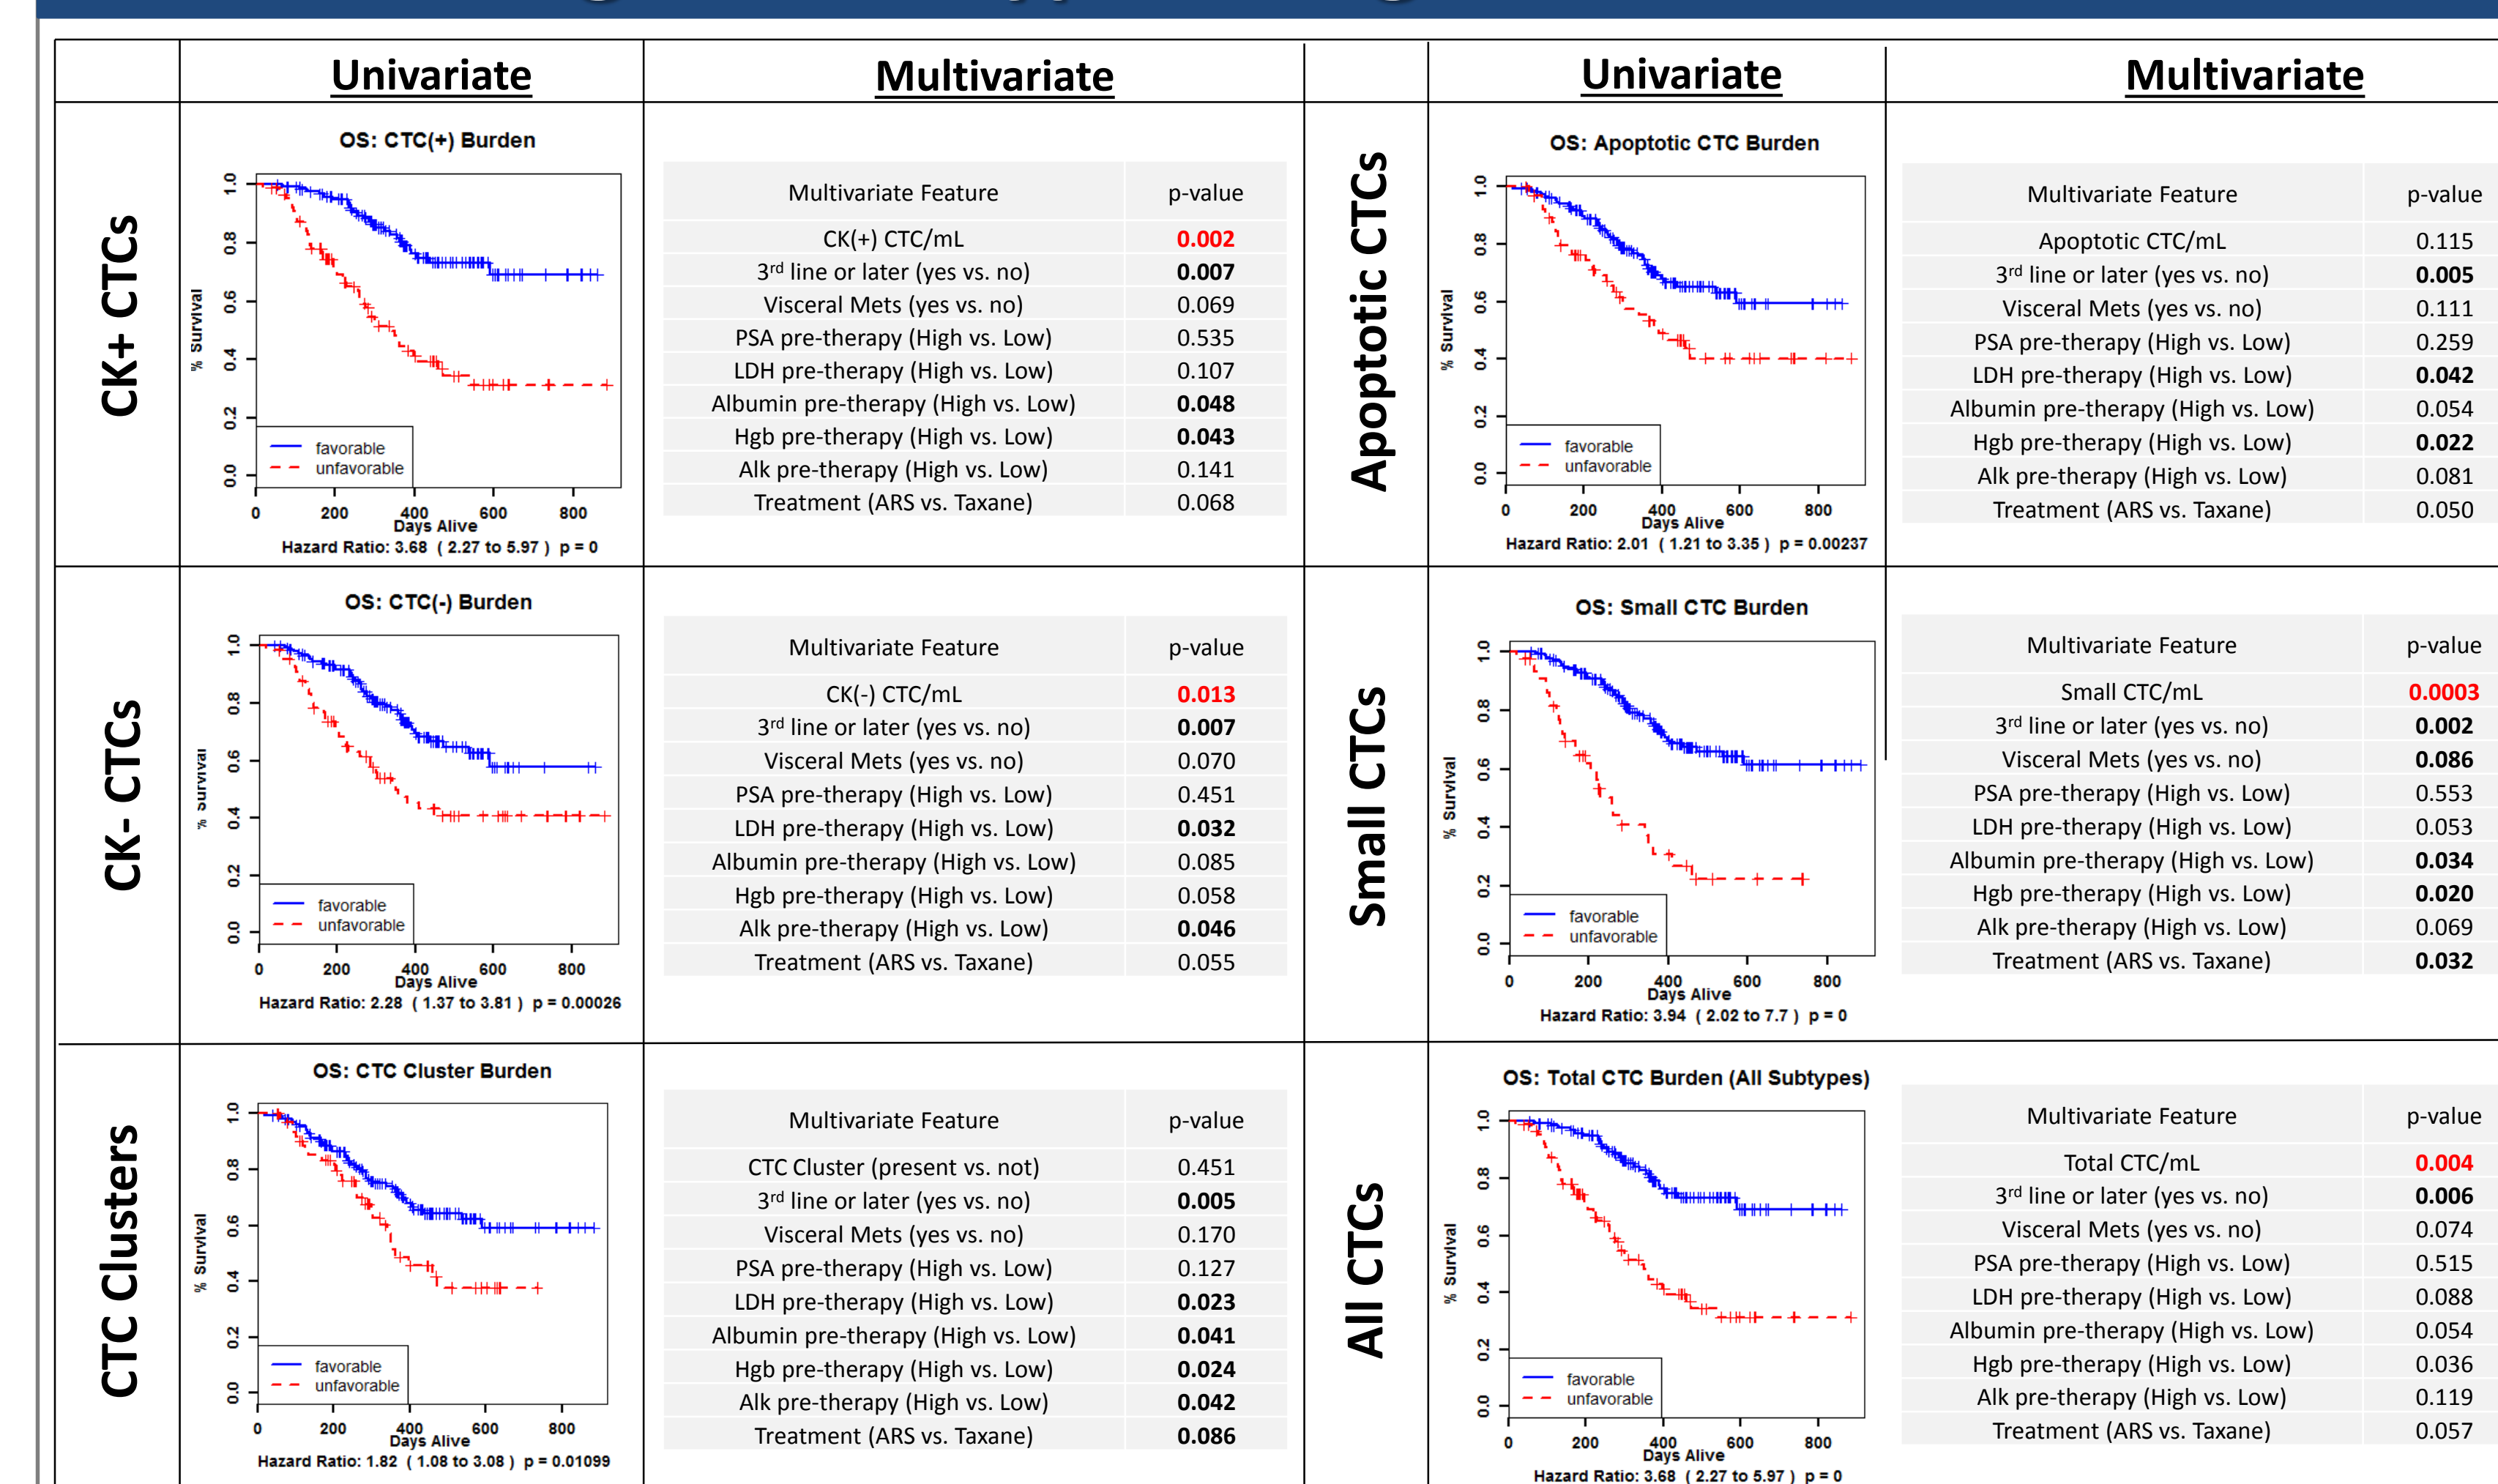 Univariate
Multivariate
Univariate
Multivariate
CK+ CTCs
OS: CTC(+) Burden
% Survival
1.0
0.8
0.6
0.4
0.2
0.0
favorable
unfavorable
0 200 400 600 800
Days Alive
Hazard Ratio: 3.68 ( 2.27 to 5.97 ) p = 0
Multivariate Feature p-value
CK(+) CTC/mL 0.002
3rd line or later (yes vs. no) 0.007
Visceral Mets (yes vs. no) 0.069
PSA pre-therapy (High vs. Low) 0.535
LDH pre-therapy (High vs. Low) 0.107
Albumin pre-therapy (High vs. Low) 0.048
Hgb pre-therapy (High vs. Low) 0.043
Alk pre-therapy (High vs. Low) 0.141
Treatment (ARS vs. Taxane) 0.068
Apoptotic CTCs
OS: Apoptotic CTC Burden
% Survival
1.0
0.8
0.6
0.4
0.2
0.0
favorable
unfavorable
0 200 400 600 800
Days Alive
Hazard Ratio: 2.01 ( 1.21 to 3.35 ) p = 0.00237
Multivariate Feature p-value
Apoptotic CTC/mL 0.115
3rd line or later (yes vs. no) 0.005
Visceral Mets (yes vs. no) 0.111
PSA pre-therapy (High vs. Low) 0.259
LDH pre-therapy (High vs. Low) 0.042
Albumin pre-therapy (High vs. Low) 0.054
Hgb pre-therapy (High vs. Low) 0.022
Alk pre-therapy (High vs. Low) 0.081
Treatment (ARS vs. Taxane) 0.050
CK- CTCs
OS: CTC(-) Burden
% Survival
1.0
0.8
0.6
0.4
0.2
0.0
favorable
unfavorable
0 200 400 600 800
Days Alive
Hazard Ratio: 2.28 ( 1.37 to 3.81 ) p = 0.00026
Multivariate Feature p-value
CK(-) CTC/mL 0.013
3rd line or later (yes vs. no) 0.007
Visceral Mets (yes vs. no) 0.070
PSA pre-therapy (High vs. Low) 0.451
LDH pre-therapy (High vs. Low) 0.032
Albumin pre-therapy (High vs. Low) 0.085
Hgb pre-therapy (High vs. Low) 0.058
Alk pre-therapy (High vs. Low) 0.046
Treatment (ARS vs. Taxane) 0.055
Small CTCs
OS: Small CTC Burden
% Survival
1.0
0.8
0.6
0.4
0.2
0.0
favorable
unfavorable
0 200 400 600 800
Days Alive
Hazard Ratio: 3.94 ( 2.02 to 7.7 ) p = 0
Multivariate Feature p-value
Small CTC/mL 0.0003
3rd line or later (yes vs. no) 0.002
Visceral Mets (yes vs. no) 0.086
PSA pre-therapy (High vs. Low) 0.553
LDH pre-therapy (High vs. Low) 0.053
Albumin pre-therapy (High vs. Low) 0.034
Hgb pre-therapy (High vs. Low) 0.020
Alk pre-therapy (High vs. Low) 0.069
Treatment (ARS vs. Taxane) 0.032
CTC Clusters
OS: CTC Cluster Burden
% Survival
1.0
0.8
0.6
0.4
0.2
0.0
favorable
unfavorable
0 200 400 600 800
Days Alive
Hazard Ratio: 1.82 ( 1.08 to 3.08 ) p = 0.01099
Multivariate Feature p-value
CTC Cluster (present vs. not) 0.451
3rd line or later (yes vs. no) 0.005
Visceral Mets (yes vs. no) 0.170
PSA pre-therapy (High vs. Low) 0.127
LDH pre-therapy (High vs. Low) 0.023
Albumin pre-therapy (High vs. Low) 0.041
Hgb pre-therapy (High vs. Low) 0.024
Alk pre-therapy (High vs. Low) 0.042
Treatment (ARS vs. Taxane) 0.086
All CTCs
OS: Total CTC Burden (All Subtypes)
% Survival
1.0
0.8
0.6
0.4
0.2
0.0
favorable
unfavorable
0 200 400 600 800
Days Alive
Hazard Ratio: 3.68 ( 2.27 to 5.97 ) p = 0
Multivariate Feature p-value
Total CTC/mL 0.004
3rd line or later (yes vs. no) 0.006
Visceral Mets (yes vs. no) 0.074
PSA pre-therapy (High vs. Low) 0.515
LDH pre-therapy (High vs. Low) 0.088
Albumin pre-therapy (High vs. Low) 0.054
Hgb pre-therapy (High vs. Low) 0.036
Alk pre-therapy (High vs. Low) 0.119
Treatment (ARS vs. Taxane) 0.057